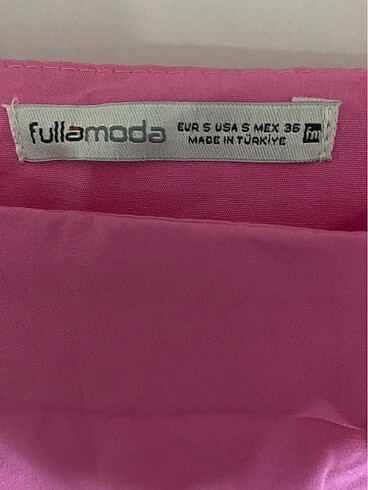 fullamoda
EUR S USA S MEX 36
MADE IN TÜRKİYE
fm